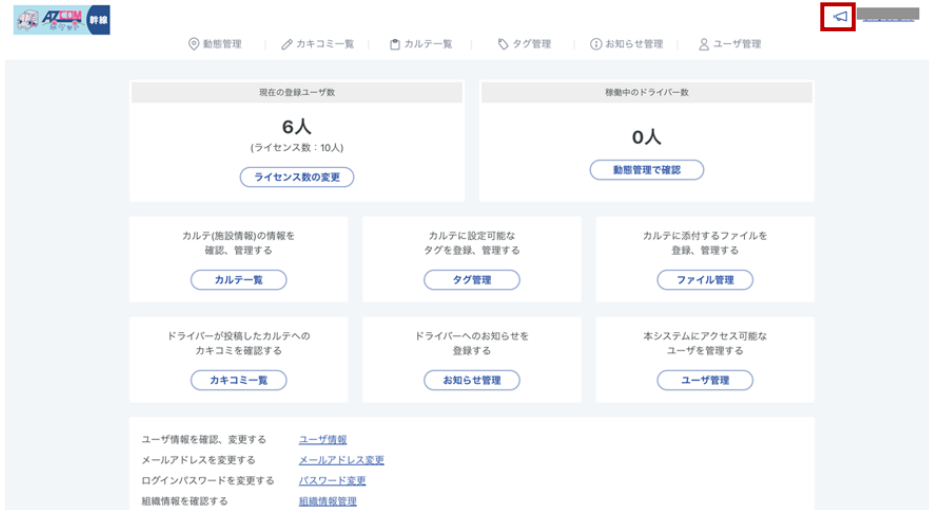 AZCOM
ポケット
幹線
動態管理
カキコミ一覧
カルテ一覧
タグ管理
お知らせ管理
ユーザ管理
現在の登録ユーザ数
6人
(ライセンス数：10人)
ライセンス数の変更
稼働中のドライバー数
0人
動態管理で確認
カルテ(施設情報)の情報を
確認、管理する
カルテ一覧
カルテに設定可能な
タグを登録、管理する
タグ管理
カルテに添付するファイルを
登録、管理する
ファイル管理
ドライバーが投稿したカルテへの
カキコミを確認する
カキコミ一覧
ドライバーへのお知らせを
登録する
お知らせ管理
本システムにアクセス可能な
ユーザを管理する
ユーザ管理
ユーザ情報を確認、変更する ユーザ情報
メールアドレスを変更する メールアドレス変更
ログインパスワードを変更する パスワード変更
組織情報を確認する 組織情報管理